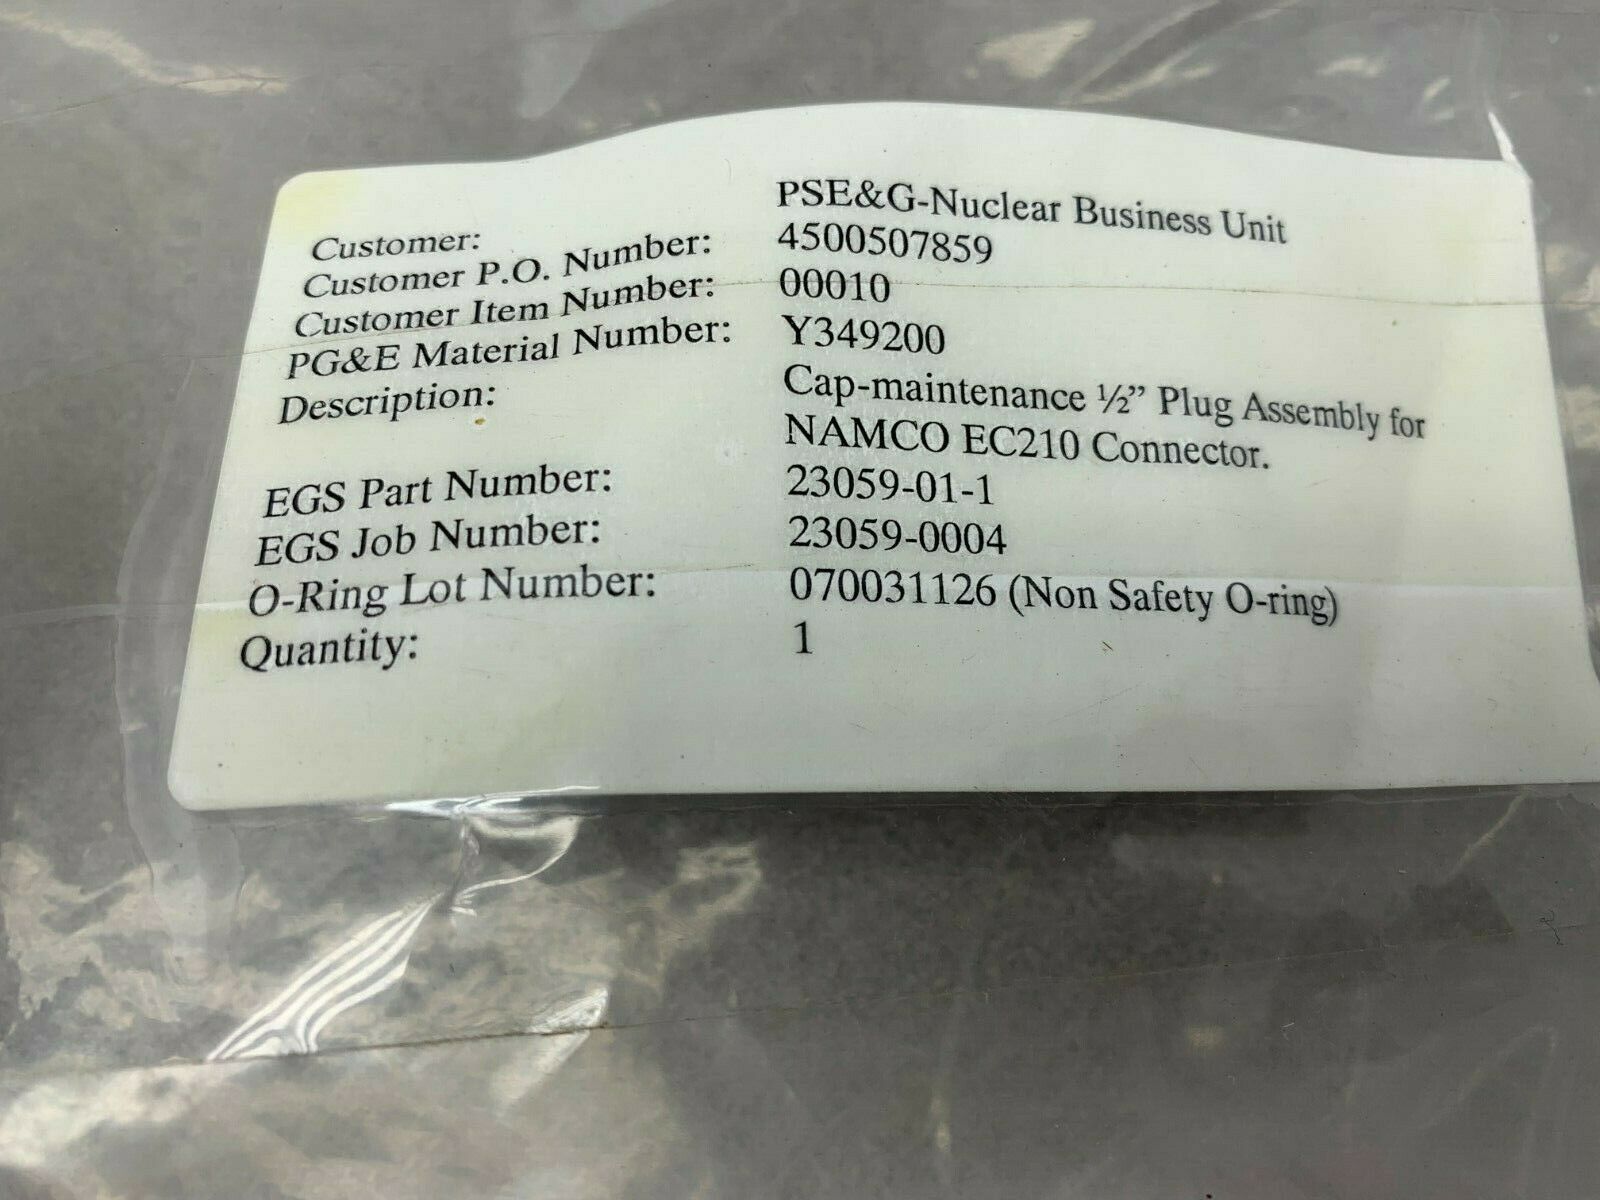 Customer: PSE&G-Nuclear Business Unit
Customer P.O. Number: 4500507859
Customer Item Number: 00010
PG&E Material Number: Y349200
Description: Cap-maintenance ½” Plug Assembly for
NAMCO EC210 Connector.
EGS Part Number: 23059-01-1
EGS Job Number: 23059-0004
O-Ring Lot Number: 070031126 (Non Safety O-ring)
Quantity: 1